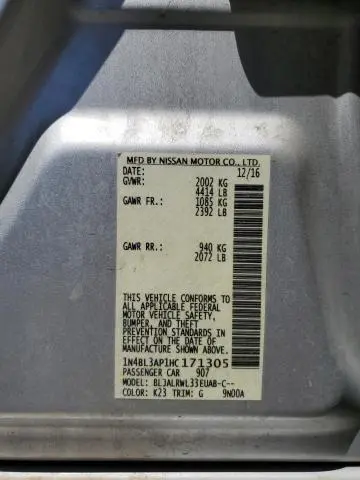 MFD BY NISSAN MOTOR CO., LTD.
DATE: 12/16
GVWR: 2002 KG
4414 LB
GAWR FR.: 1085 KG
2392 LB
GAWR RR.: 940 KG
2072 LB
THIS VEHICLE CONFORMS TO
ALL APPLICABLE FEDERAL
MOTOR VEHICLE SAFETY,
BUMPER, AND THEFT
PREVENTION STANDARDS IN
EFFECT ON THE DATE OF
MANUFACTURE SHOWN ABOVE.
1N4BL3AP1HC171305
PASSENGER CAR 907
MODEL: BLJALRWL33EUAB-C--
COLOR: K23 TRIM: G 9N00A